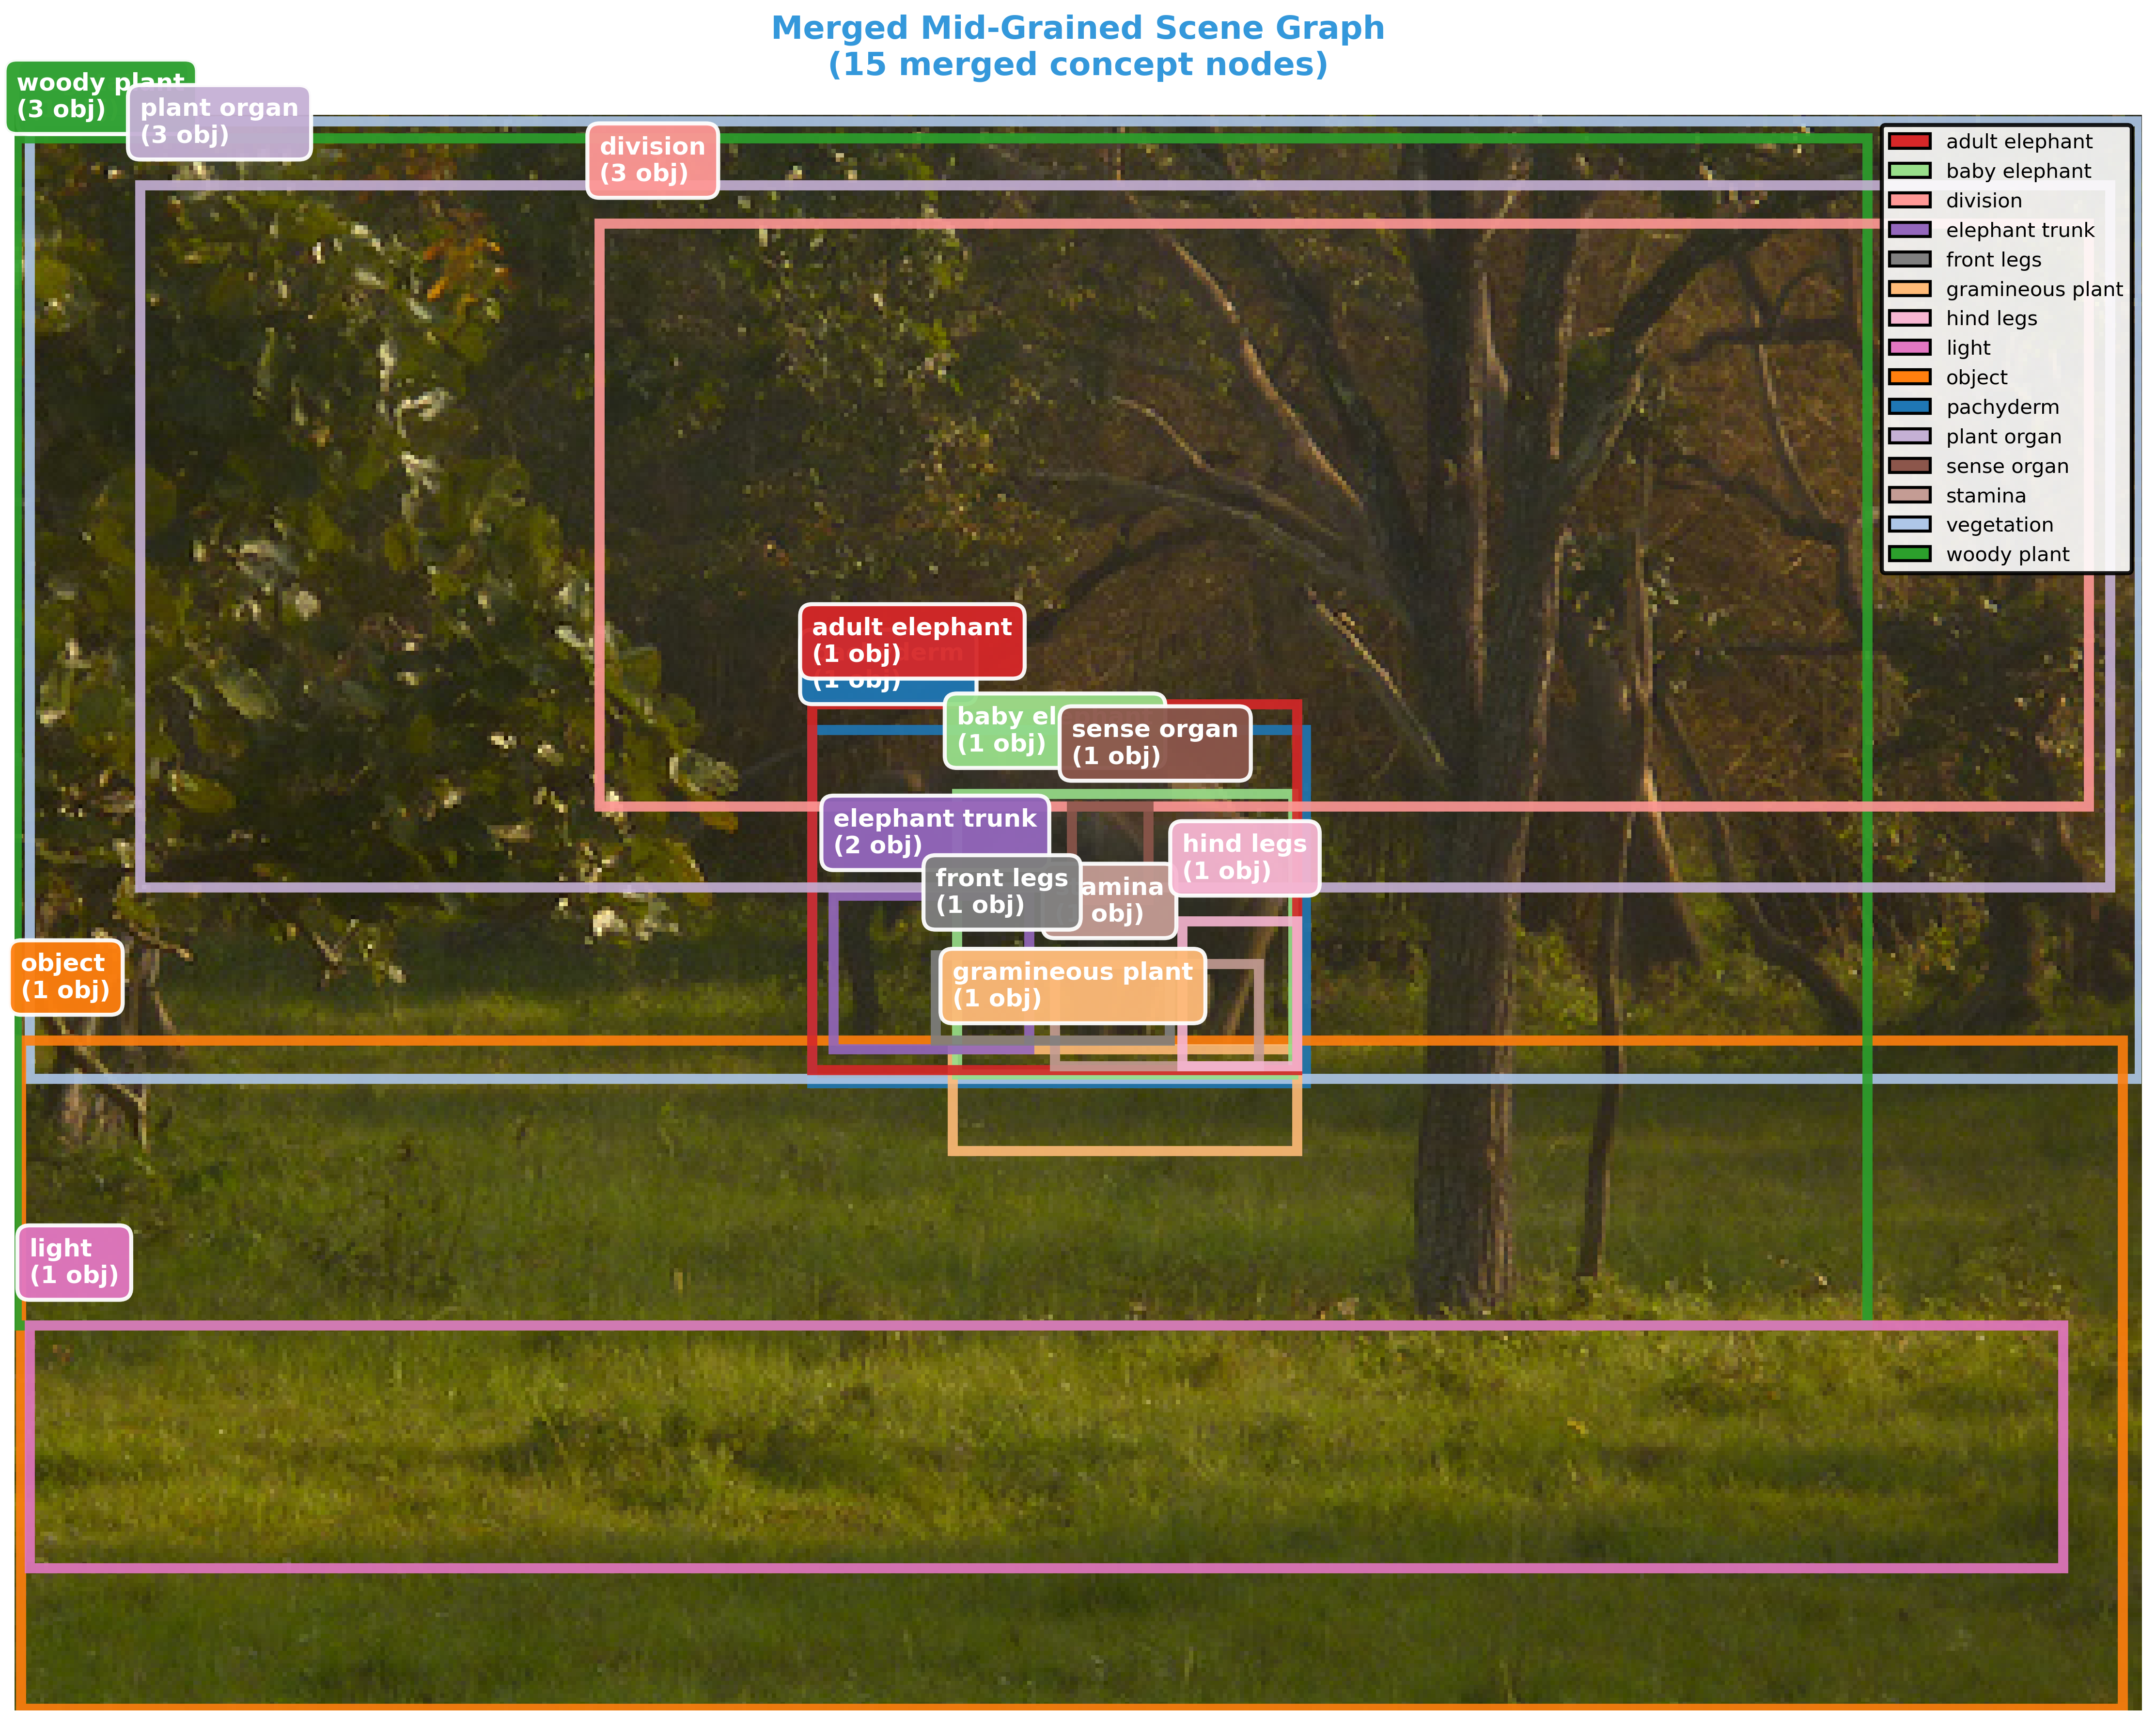 Merged Mid-Grained Scene Graph
(15 merged concept nodes)
woody plant
(3 obj)
plant organ
(3 obj)
division
(3 obj)
adult elephant
baby elephant
division
elephant trunk
front legs
gramineous plant
hind legs
light
object
pachyderm
plant organ
sense organ
stamina
vegetation
woody plant
adult elephant
(1 obj)
(1 obj)
baby
(1 obj)
sense organ
(1 obj)
elephant trunk
(2 obj)
hind legs
(1 obj)
front legs
(1 obj)
obj)
gramineous plant
(1 obj)
object
(1 obj)
light
(1 obj)